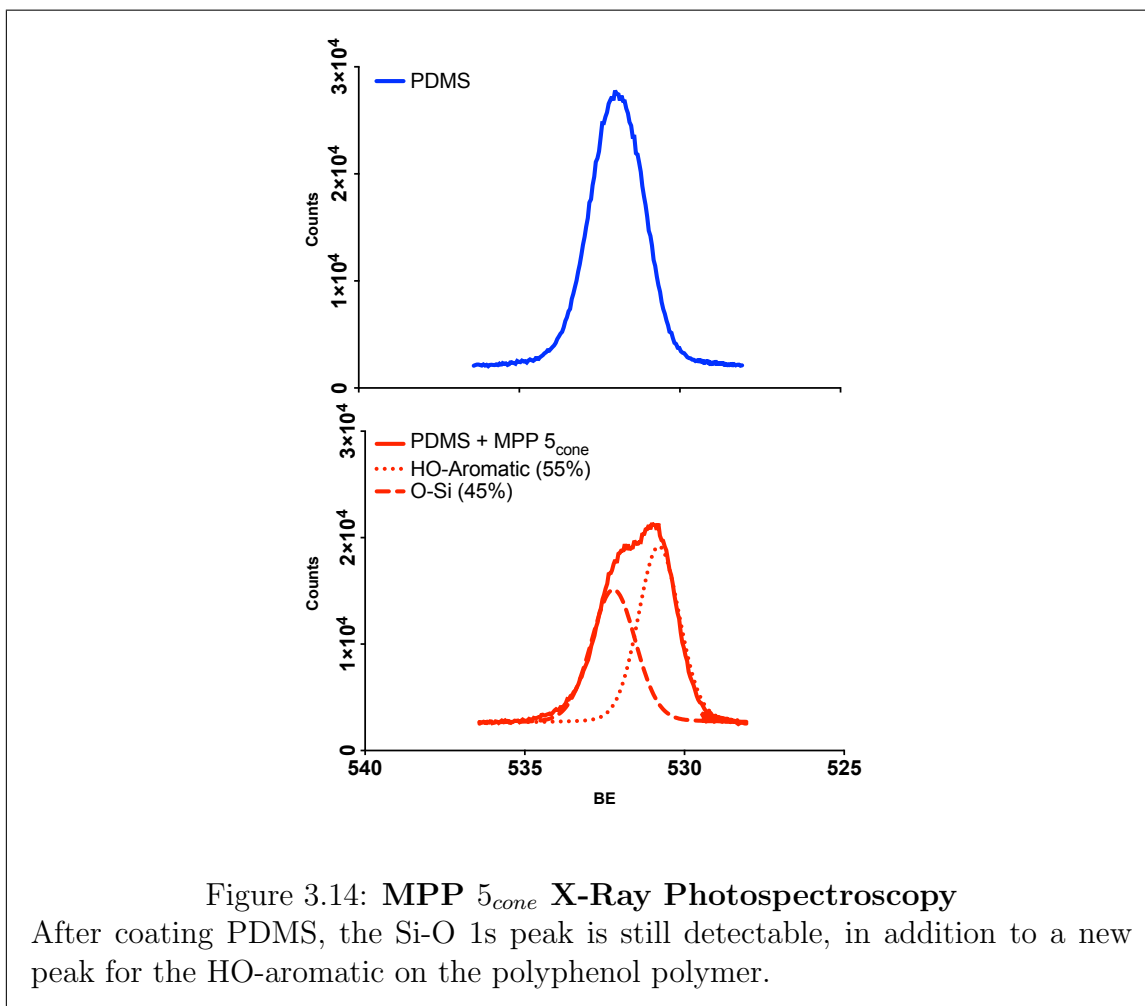 3×10⁴
2×10⁴
1×10⁴
0
Counts
PDMS
3×10⁴
2×10⁴
1×10⁴
0
Counts
PDMS + MPP 5cone
HO-Aromatic (55%)
O-Si (45%)
540 535 530 525
BE
Figure 3.14: MPP 5cone X-Ray Photospectroscopy
After coating PDMS, the Si-O 1s peak is still detectable, in addition to a new
peak for the HO-aromatic on the polyphenol polymer.